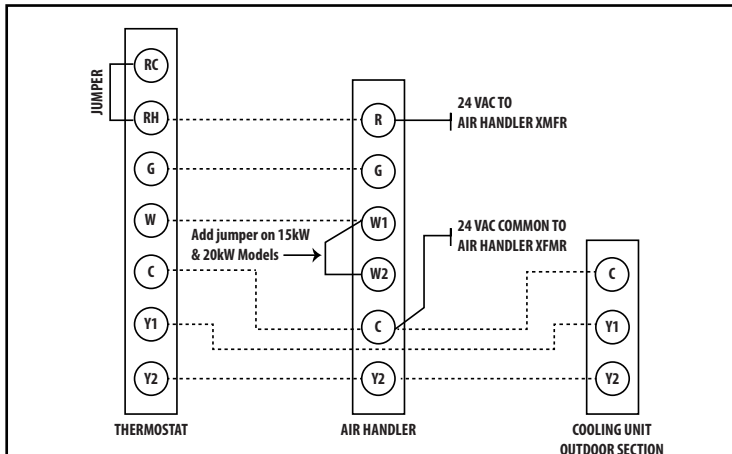 RC
JUMPER
RH
G
W
C
Y1
Y2
THERMOSTAT
R
G
W1
W2
C
Y2
AIR HANDLER
24 VAC TO
AIR HANDLER XMFR
Add jumper on 15kW
& 20kW Models
24 VAC COMMON TO
AIR HANDLER XFMR
C
Y1
Y2
COOLING UNIT
OUTDOOR SECTION